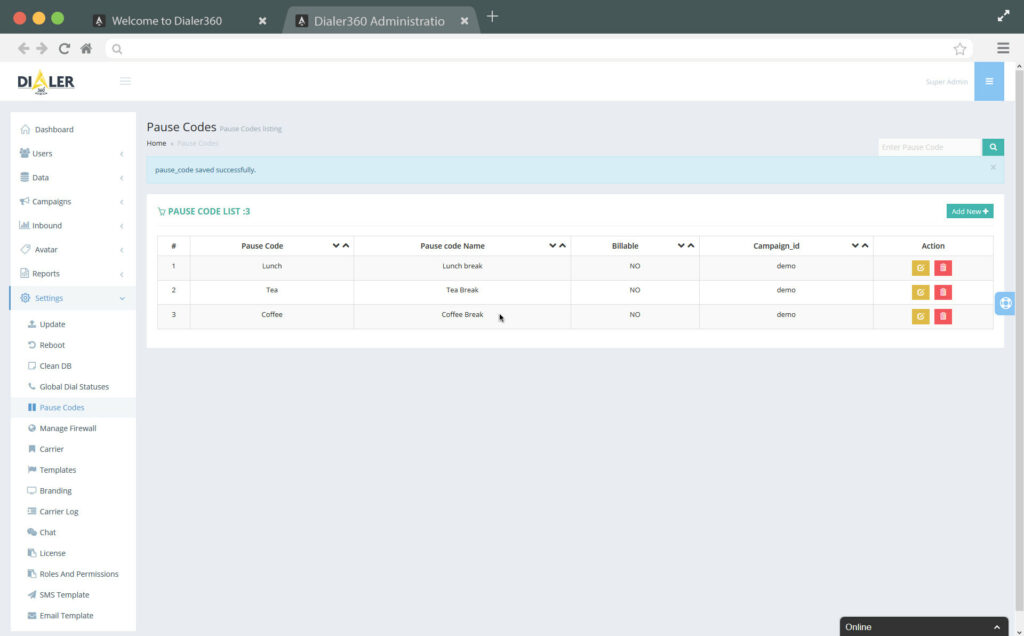 Welcome to Dialer360
Dialer360 Administratio
DIALER
360
Super Admin
Dashboard
Users
Data
Campaigns
Inbound
Avatar
Reports
Settings
Update
Reboot
Clean DB
Global Dial Statuses
Pause Codes
Manage Firewall
Carrier
Templates
Branding
Carrier Log
Chat
License
Roles And Permissions
SMS Template
Email Template
Pause Codes Pause Codes listing
Home Pause Codes
Enter Pause Code
pause_code saved successfully.
PAUSE CODE LIST :3
Add New
# Pause Code Pause code Name Billable Campaign_id Action
1 Lunch Lunch break NO demo
2 Tea Tea Break NO demo
3 Coffee Coffee Break NO demo
Online